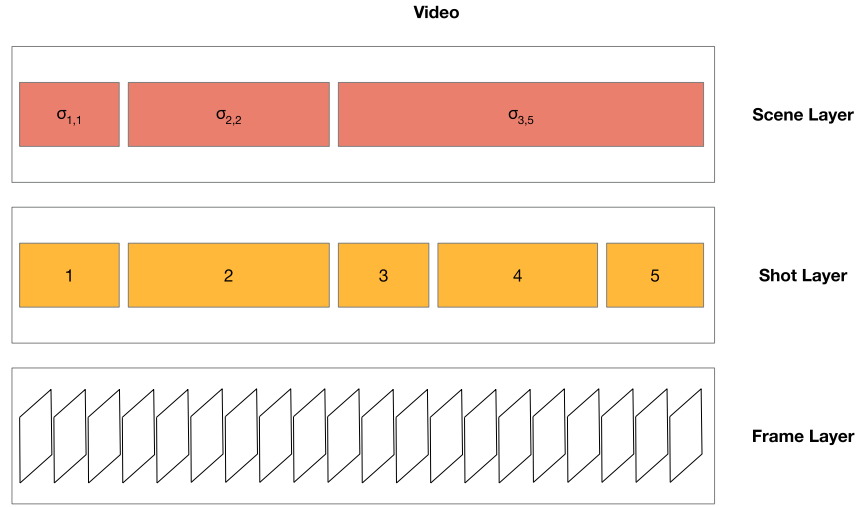 Video
σ1,1 σ2,2 σ3,5 Scene Layer
1 2 3 4 5 Shot Layer
Frame Layer